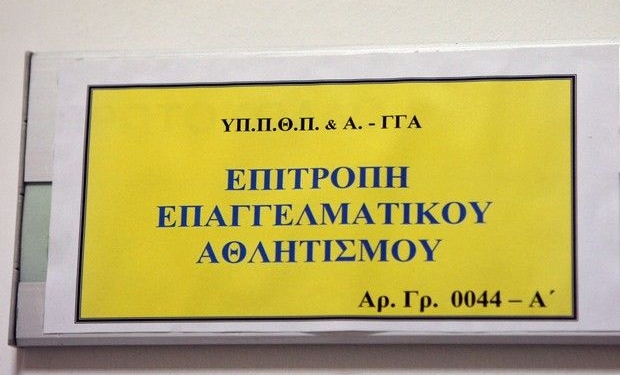 ΥΠ.Π.Θ.Π. & Α. - ΓΓΑ
ΕΠΙΤΡΟΠΗ
ΕΠΑΓΓΕΛΜΑΤΙΚΟΥ
ΑΘΛΗΤΙΣΜΟΥ
Αρ. Γρ. 0044 – Α΄